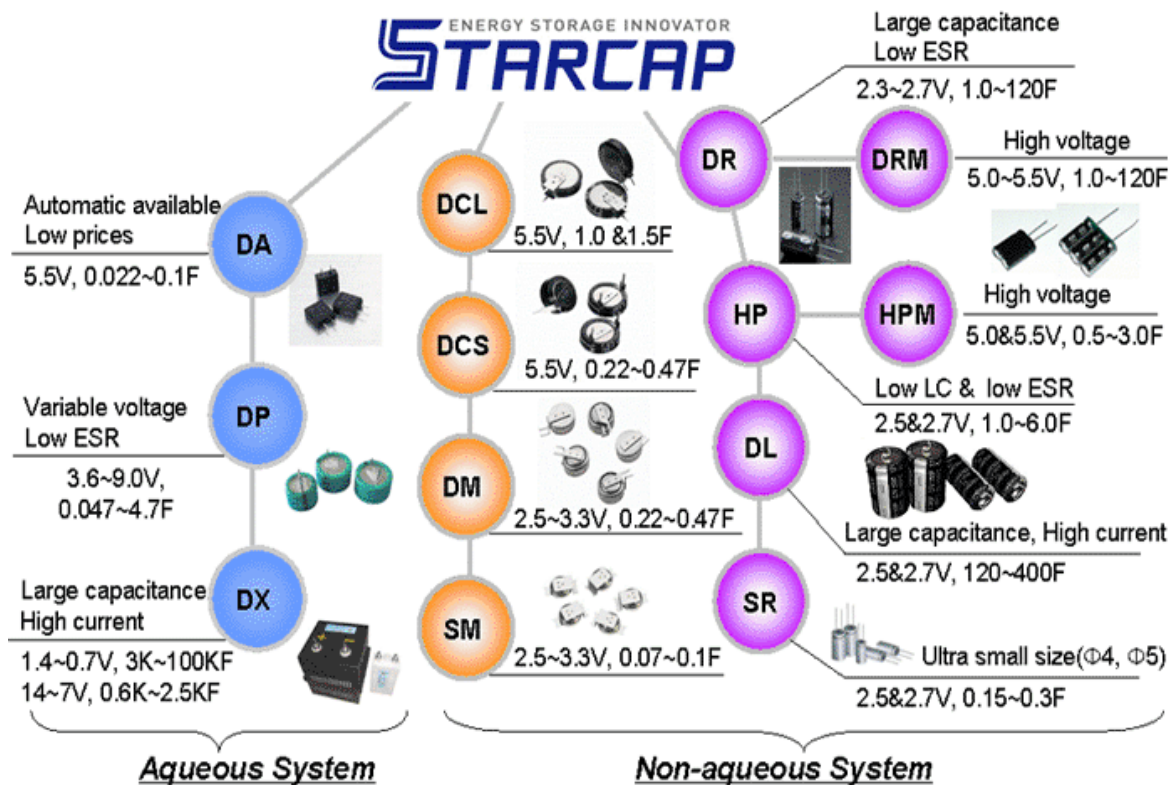 ENERGY STORAGE INNOVATOR
STARCAP
DA
Automatic available
Low prices
5.5V, 0.022~0.1F
DP
Variable voltage
Low ESR
3.6~9.0V,
0.047~4.7F
DX
Large capacitance
High current
1.4~0.7V, 3K~100KF
14~7V, 0.6K~2.5KF
Aqueous System
DCL
5.5V, 1.0 &1.5F
DCS
5.5V, 0.22~0.47F
DM
2.5~3.3V, 0.22~0.47F
SM
2.5~3.3V, 0.07~0.1F
DR
Large capacitance
Low ESR
2.3~2.7V, 1.0~120F
DRM
High voltage
5.0~5.5V, 1.0~120F
HP
Low LC & low ESR
2.5&2.7V, 1.0~6.0F
HPM
High voltage
5.0&5.5V, 0.5~3.0F
DL
Large capacitance, High current
2.5&2.7V, 120~400F
SR
Ultra small size(Φ4, Φ5)
2.5&2.7V, 0.15~0.3F
Non-aqueous System